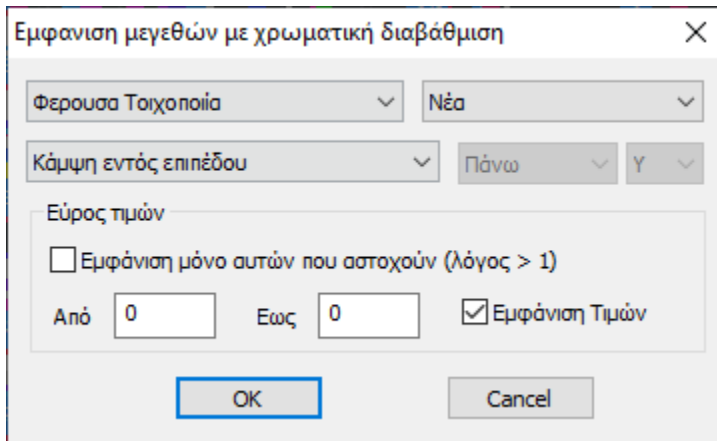 Εμφανιση μεγεθών με χρωματική διαβάθμιση
Φερουσα Τοιχοποιία Νέα
Κάμψη εντός επιπέδου Πάνω Υ
Εύρος τιμών
Εμφάνιση μόνο αυτών που αστοχούν (λόγος > 1)
Από 0 Εως 0 Εμφάνιση Τιμών
OK Cancel